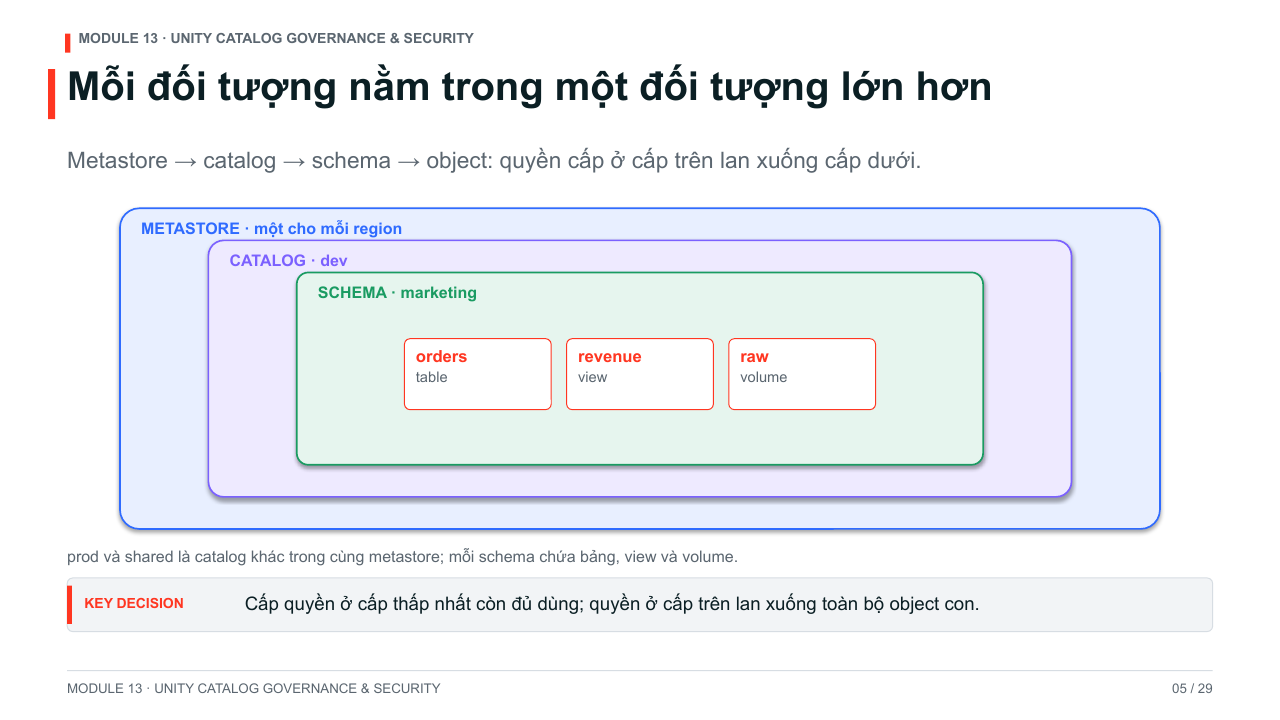 MODULE 13 · UNITY CATALOG GOVERNANCE & SECURITY
Mỗi đối tượng nằm trong một đối tượng lớn hơn
Metastore → catalog → schema → object: quyền cấp ở cấp trên lan xuống cấp dưới.
METASTORE · một cho mỗi region
CATALOG · dev
SCHEMA · marketing
orders
table
revenue
view
raw
volume
prod và shared là catalog khác trong cùng metastore; mỗi schema chứa bảng, view và volume.
KEY DECISION
Cấp quyền ở cấp thấp nhất còn đủ dùng; quyền ở cấp trên lan xuống toàn bộ object con.
MODULE 13 · UNITY CATALOG GOVERNANCE & SECURITY
05 / 29